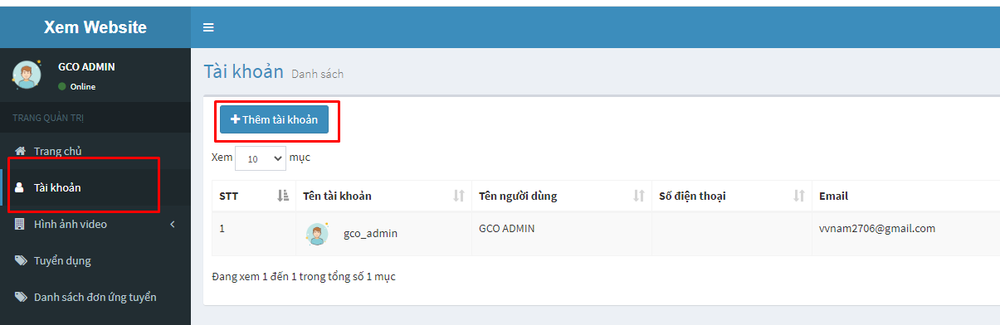 Xem Website
GCO ADMIN
Online
TRANG QUẢN TRỊ
Trang chủ
Tài khoản
Hình ảnh video
Tuyển dụng
Danh sách đơn ứng tuyển
Tài khoản Danh sách
Thêm tài khoản
Xem 10 mục
STT Tên tài khoản Tên người dùng Số điện thoại Email
1 gco_admin GCO ADMIN vvnam2706@gmail.com
Đang xem 1 đến 1 trong tổng số 1 mục